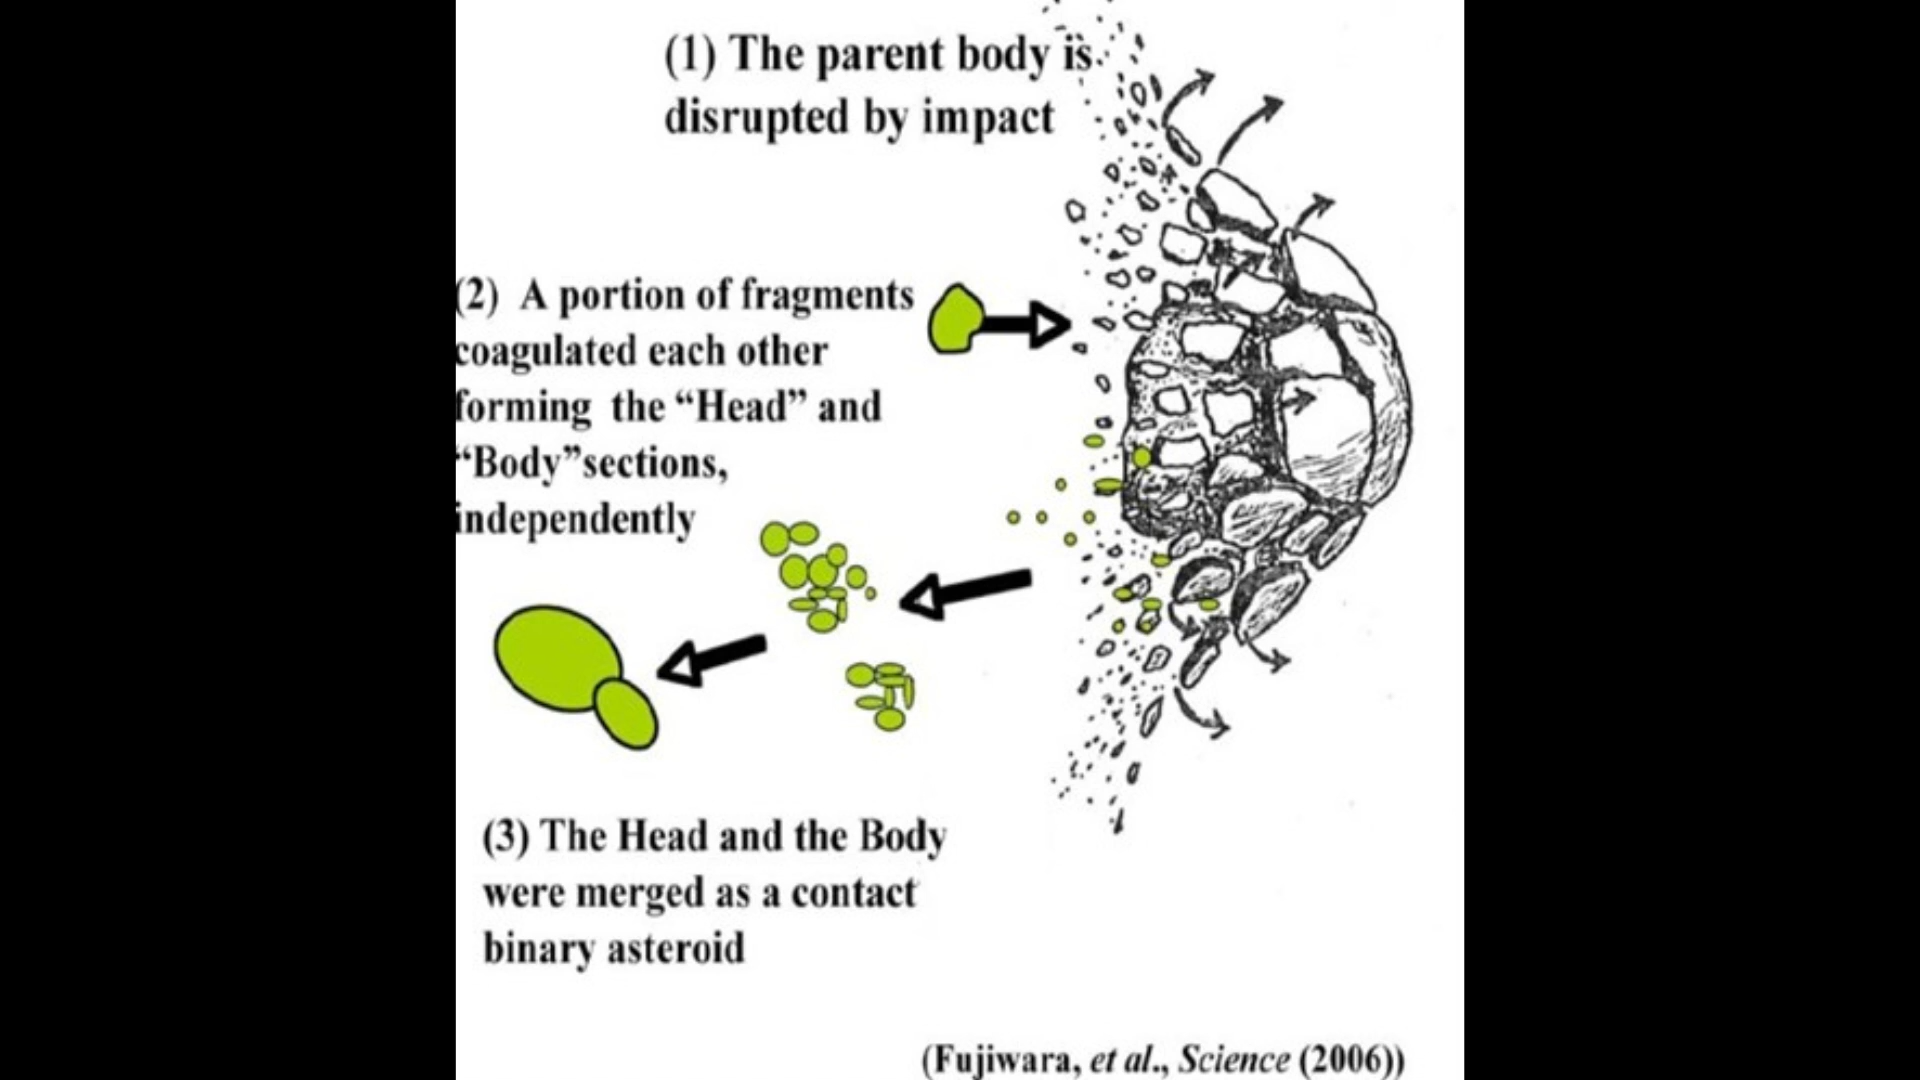 (1) The parent body is
disrupted by impact
(2) A portion of fragments
coagulated each other
forming the “Head” and
“Body”sections,
independently
(3) The Head and the Body
were merged as a contact
binary asteroid
(Fujiwara, et al., Science (2006))